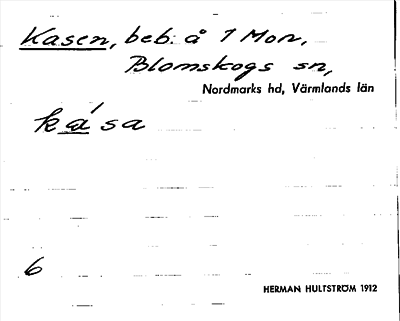 Kasen, beb. å 1 Mon,
Blomskogs sn,
Nordmarks hd, Värmlands län
kása
6
HERMAN HULTSTRÖM 1912